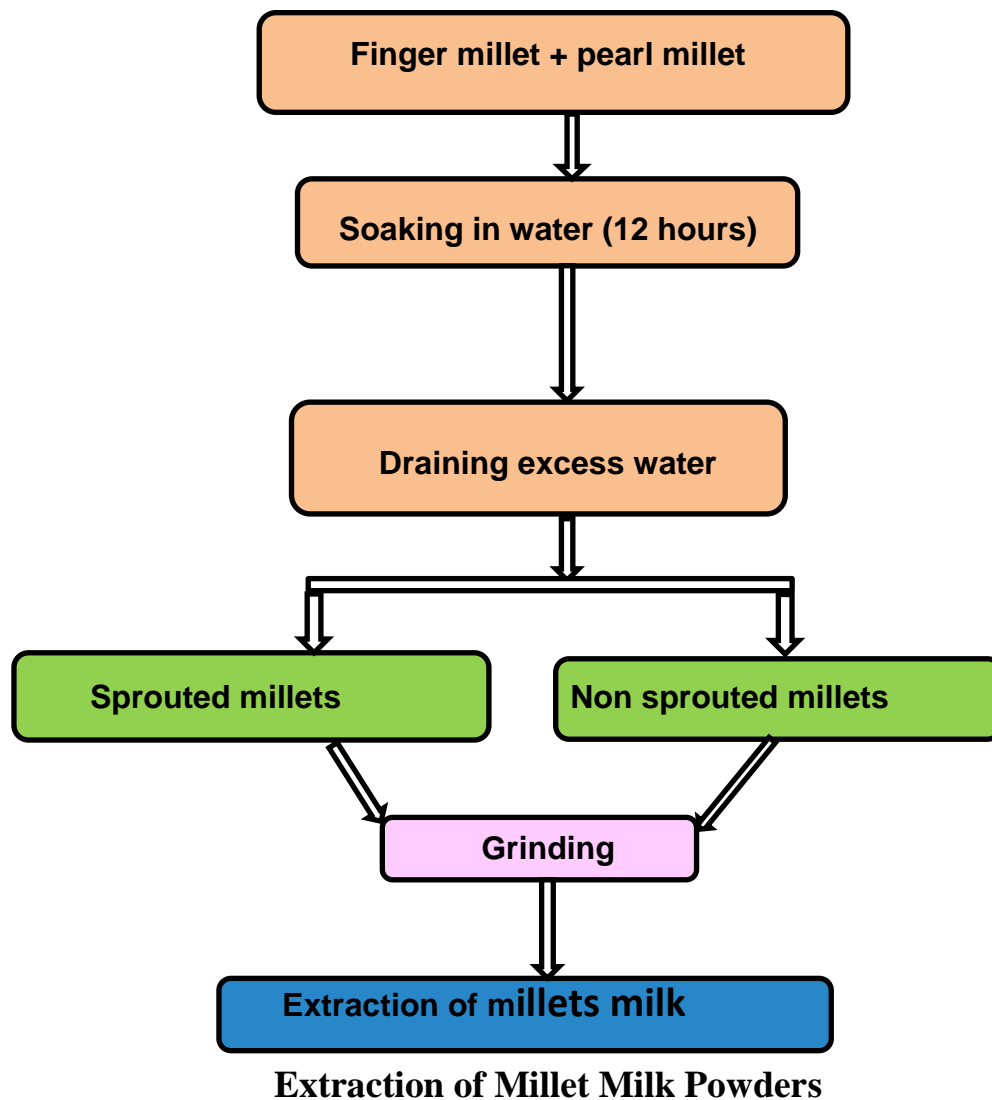 Finger millet + pearl millet
Soaking in water (12 hours)
Draining excess water
Sprouted millets
Non sprouted millets
Grinding
Extraction of millets milk
Extraction of Millet Milk Powders